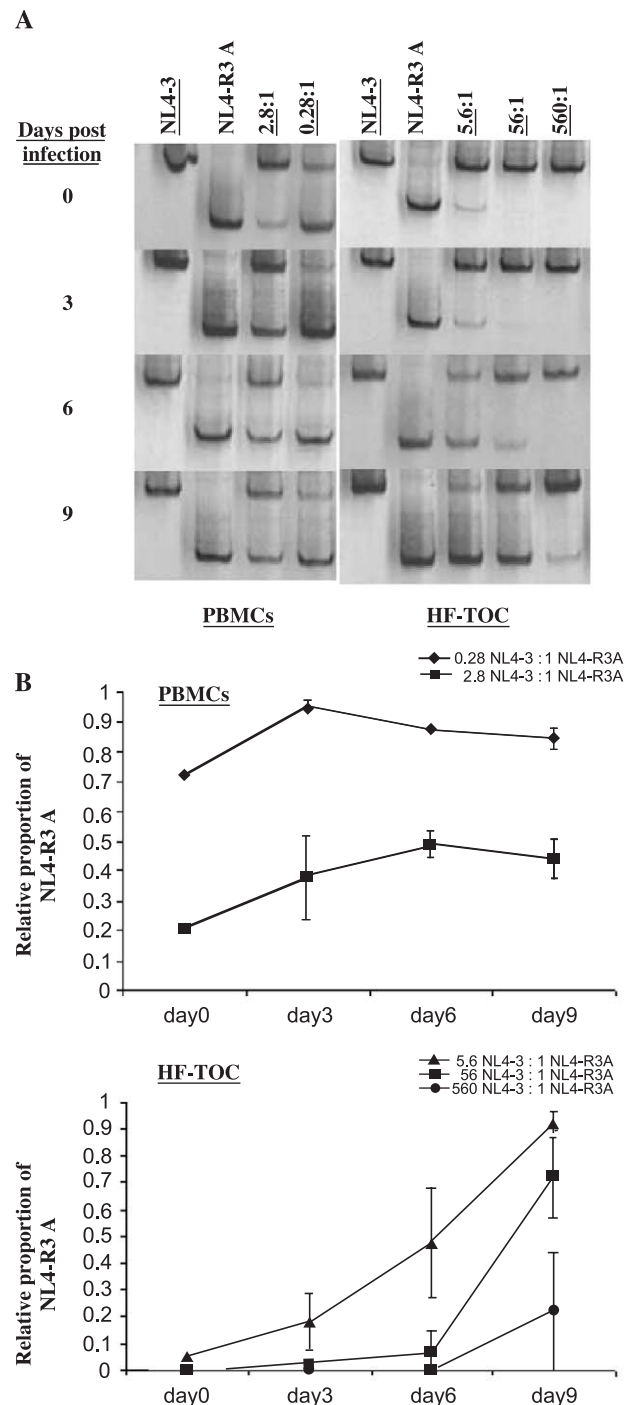 A
Days post
infection
NL4-3
NL4-R3 A
2.8:1
0.28:1
NL4-3
NL4-R3 A
5.6:1
56:1
560:1
0
3
6
9
PBMCs
HF-TOC
B
PBMCs
0.28 NL4-3 : 1 NL4-R3A
2.8 NL4-3 : 1 NL4-R3A
Relative proportion of
NL4-R3 A
1
0.9
0.8
0.7
0.6
0.5
0.4
0.3
0.2
0.1
0
day0
day3
day6
day9
HF-TOC
5.6 NL4-3 : 1 NL4-R3A
56 NL4-3 : 1 NL4-R3A
560 NL4-3 : 1 NL4-R3A
Relative proportion of
NL4-R3 A
1
0.9
0.8
0.7
0.6
0.5
0.4
0.3
0.2
0.1
0
day0
day3
day6
day9